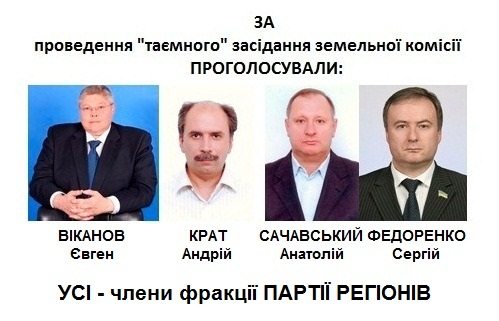 ЗА
проведення "таємного" засідання земельної комісії
ПРОГОЛОСУВАЛИ:
ВІКАНОВ КРАТ САЧАВСЬКИЙ ФЕДОРЕНКО
Євген Андрій Анатолій Сергій
УСІ - члени фракції ПАРТІЇ РЕГІОНІВ